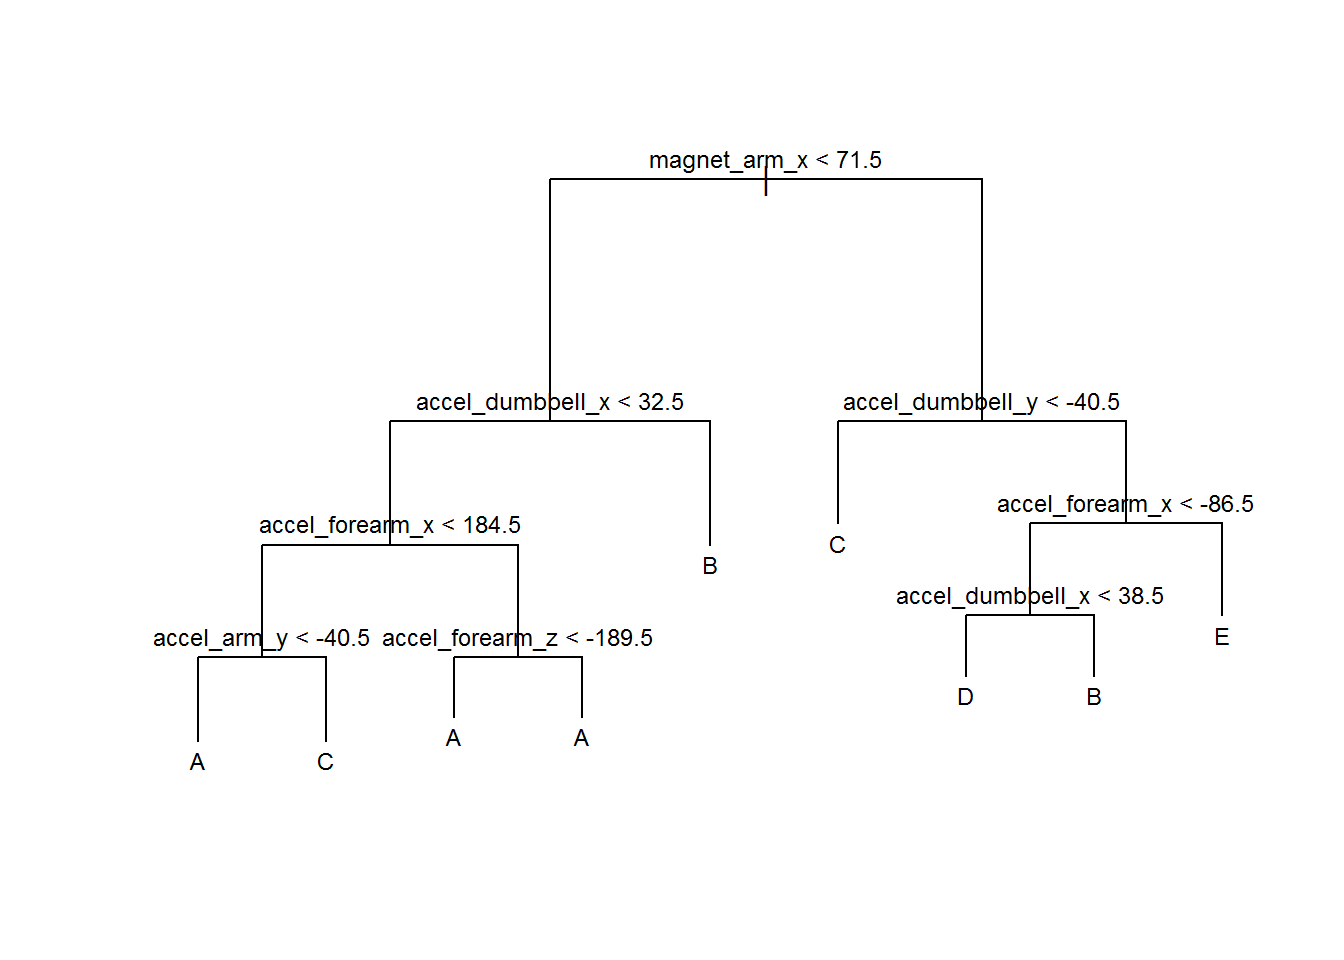 magnet_arm_x < 71.5
accel_dumbbell_x < 32.5
accel_dumbbell_y < -40.5
accel_forearm_x < -86.5
accel_forearm_x < 184.5
C
B
accel_dumbbell_x < 38.5
accel_arm_y < -40.5
accel_forearm_z < -189.5
E
D
B
A
A
A
C